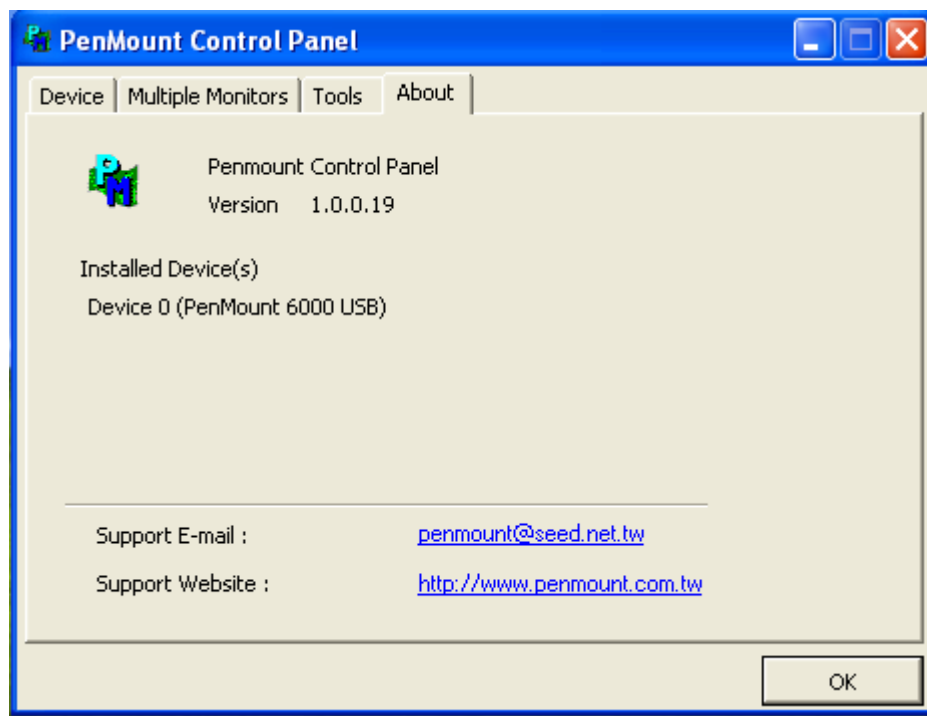 PenMount Control Panel
Device Multiple Monitors Tools About
PM
Penmount Control Panel
Version 1.0.0.19
Installed Device(s)
Device 0 (PenMount 6000 USB)
Support E-mail : penmount@seed.net.tw
Support Website : http://www.penmount.com.tw
OK